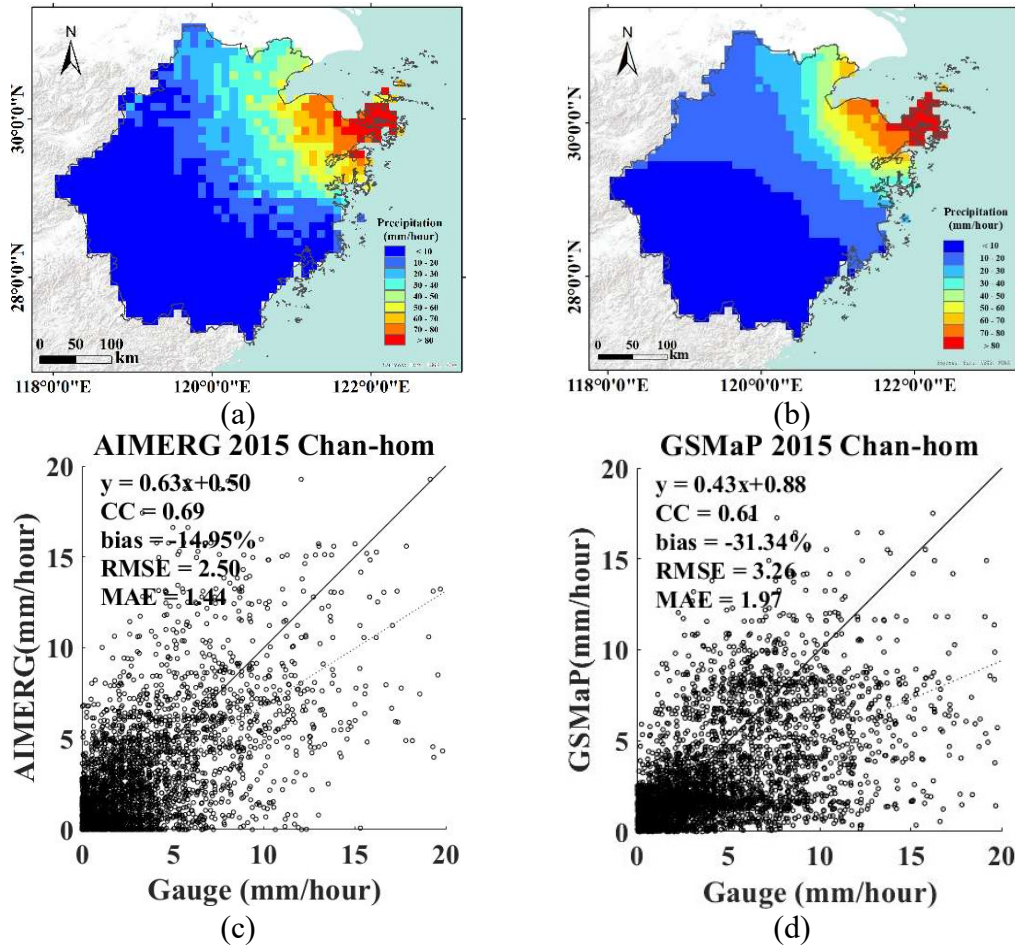 N
30°0'0"N
28°0'0"N
Precipitation
(mm/hour)
< 10
10 - 20
20 - 30
30 - 40
40 - 50
50 - 60
60 - 70
70 - 80
> 80
0 50 100
km
118°0'0"E 120°0'0"E 122°0'0"E
(a)
N
30°0'0"N
28°0'0"N
Precipitation
(mm/hour)
< 10
10 - 20
20 - 30
30 - 40
40 - 50
50 - 60
60 - 70
70 - 80
> 80
0 50 100
km
118°0'0"E 120°0'0"E 122°0'0"E
(b)
AIMERG 2015 Chan-hom
y = 0.63x+0.50
CC = 0.69
bias = -14.95%
RMSE = 2.50
MAE = 1.44
AIMERG(mm/hour)
20
15
10
5
0
0 5 10 15 20
Gauge (mm/hour)
(c)
GSMaP 2015 Chan-hom
y = 0.43x+0.88
CC = 0.61
bias = -31.34%
RMSE = 3.26
MAE = 1.97
GSMaP(mm/hour)
20
15
10
5
0
0 5 10 15 20
Gauge (mm/hour)
(d)